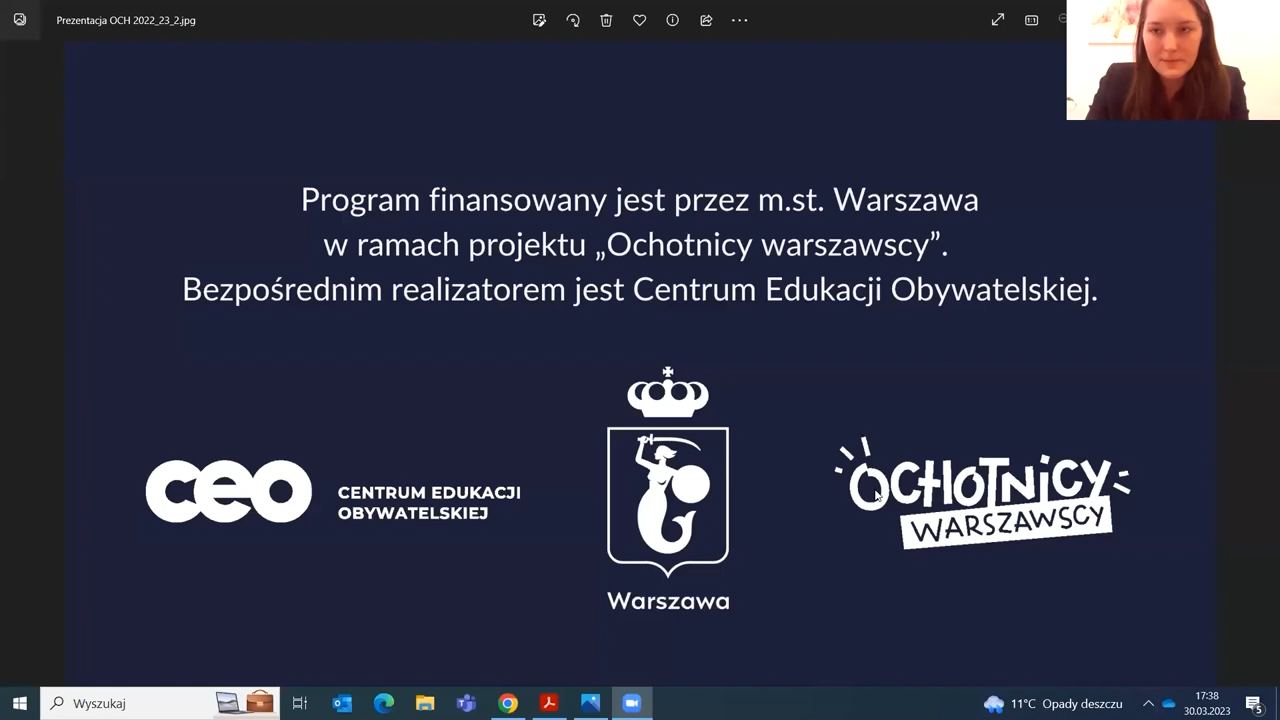 Prezentacja OCH 2022_23_2.jpg
Program finansowany jest przez m.st. Warszawa
w ramach projektu „Ochotnicy warszawscy”.
Bezpośrednim realizatorem jest Centrum Edukacji Obywatelskiej.
ceo
CENTRUM EDUKACJI
OBYWATELSKIEJ
Warszawa
OCHOTNICY
WARSZAWSCY
Wyszukaj
11°C Opady deszczu
17:38
30.03.2023
5